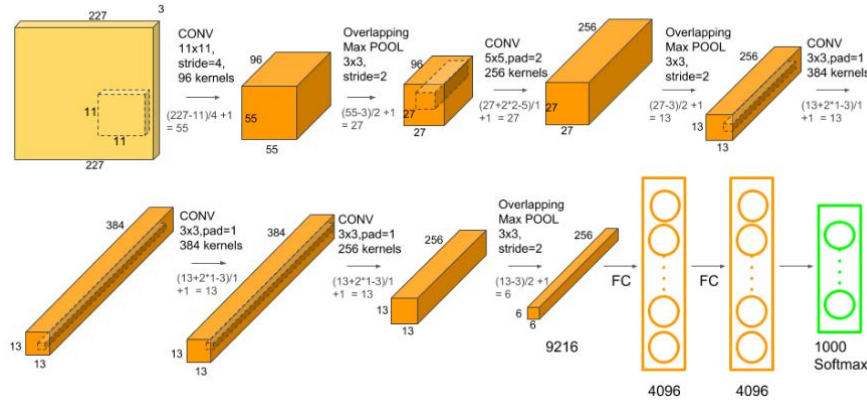 227
3
11
11
227
CONV
11x11,
stride=4,
96 kernels
(227-11)/4 +1
= 55
96
55
55
Overlapping
Max POOL
3x3,
stride=2
(55-3)/2 +1
= 27
96
27
27
CONV
5x5,pad=2
256 kernels
(27+2*2-5)/1
+1 = 27
256
27
27
Overlapping
Max POOL
3x3,
stride=2
(27-3)/2 +1
= 13
256
13
13
CONV
3x3,pad=1
384 kernels
(13+2*1-3)/1
+1 = 13
384
13
13
CONV
3x3,pad=1
384 kernels
(13+2*1-3)/1
+1 = 13
384
13
13
CONV
3x3,pad=1
256 kernels
(13+2*1-3)/1
+1 = 13
256
13
13
Overlapping
Max POOL
3x3,
stride=2
(13-3)/2 +1
= 6
256
6
6
9216
FC
4096
FC
4096
1000
Softmax